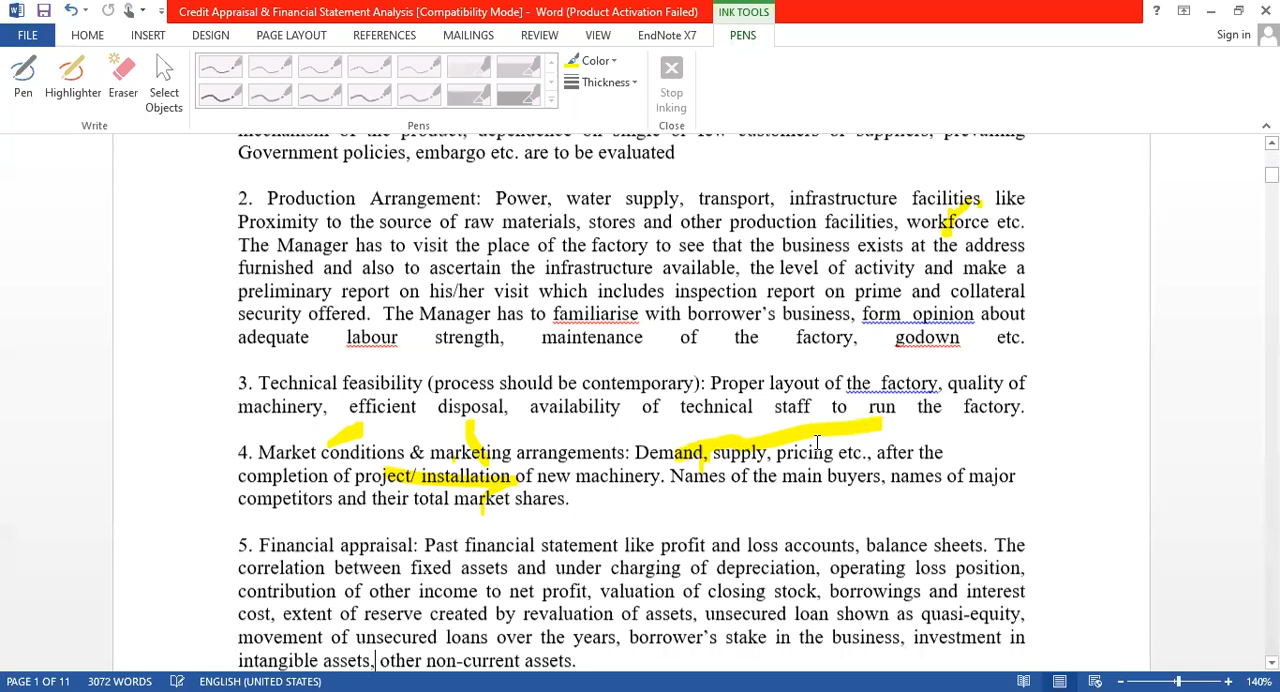 Credit Appraisal & Financial Statement Analysis [Compatibility Mode] - Word (Product Activation Failed)
INK TOOLS
FILE HOME INSERT DESIGN PAGE LAYOUT REFERENCES MAILINGS REVIEW VIEW EndNote X7 PENS Sign in
Pen Highlighter Eraser Select Objects
Color
Thickness
Stop Inking
Write Pens Close
mechanism of the product, dependence on single or few customers or suppliers, prevailing
Government policies, embargo etc. are to be evaluated
2. Production Arrangement: Power, water supply, transport, infrastructure facilities like
Proximity to the source of raw materials, stores and other production facilities, workforce etc.
The Manager has to visit the place of the factory to see that the business exists at the address
furnished and also to ascertain the infrastructure available, the level of activity and make a
preliminary report on his/her visit which includes inspection report on prime and collateral
security offered. The Manager has to familiarise with borrower's business, form opinion about
adequate labour strength, maintenance of the factory, godown etc.
3. Technical feasibility (process should be contemporary): Proper layout of the factory, quality of
machinery, efficient disposal, availability of technical staff to run the factory.
4. Market conditions & marketing arrangements: Demand, supply, pricing etc., after the
completion of project/ installation of new machinery. Names of the main buyers, names of major
competitors and their total market shares.
5. Financial appraisal: Past financial statement like profit and loss accounts, balance sheets. The
correlation between fixed assets and under charging of depreciation, operating loss position,
contribution of other income to net profit, valuation of closing stock, borrowings and interest
cost, extent of reserve created by revaluation of assets, unsecured loan shown as quasi-equity,
movement of unsecured loans over the years, borrower's stake in the business, investment in
intangible assets, other non-current assets.
PAGE 1 OF 11 3072 WORDS ENGLISH (UNITED STATES) 140%